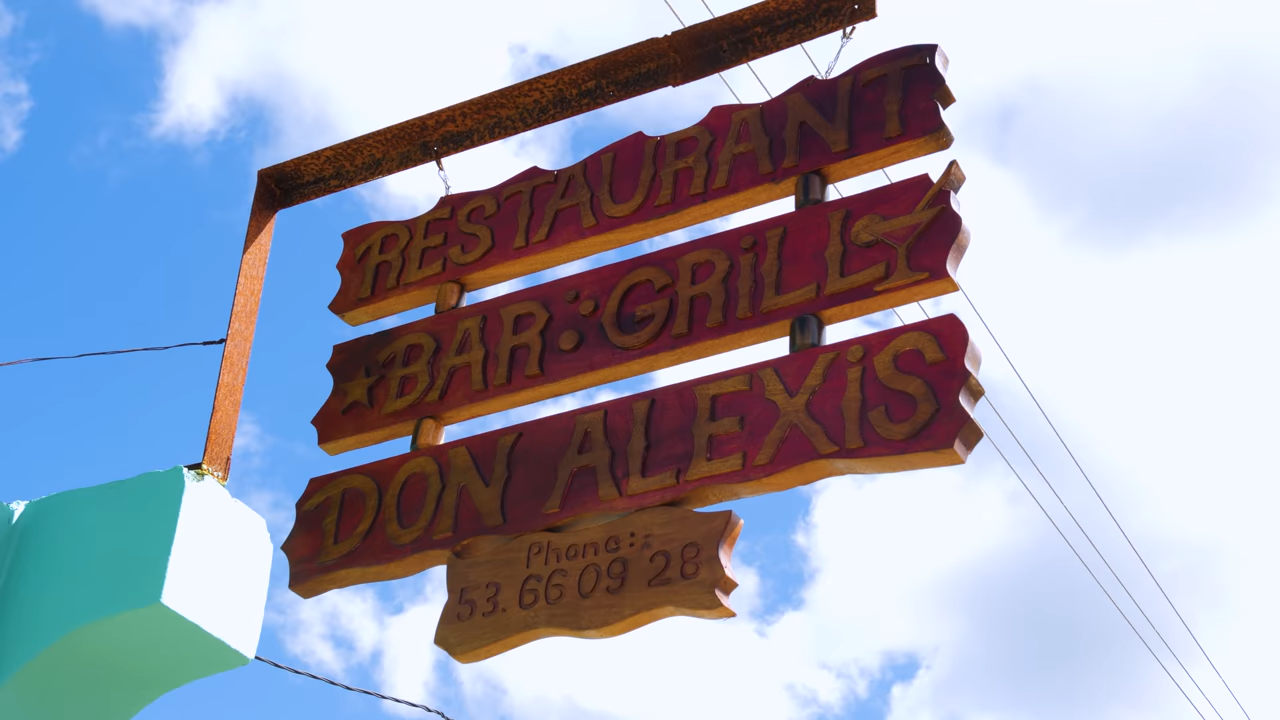 RESTAURANT
BAR : GRiLL
DON ALEXiS
Phone:
53. 66 09 28